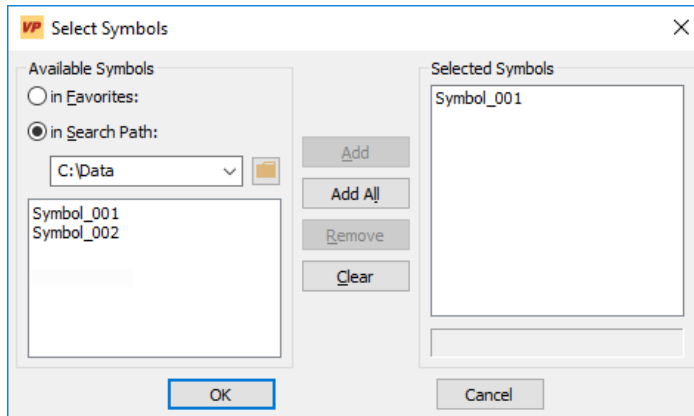 VP Select Symbols
Available Symbols
in Favorites:
in Search Path:
C:\Data
Symbol_001
Symbol_002
Add
Add All
Remove
Clear
Selected Symbols
Symbol_001
OK
Cancel